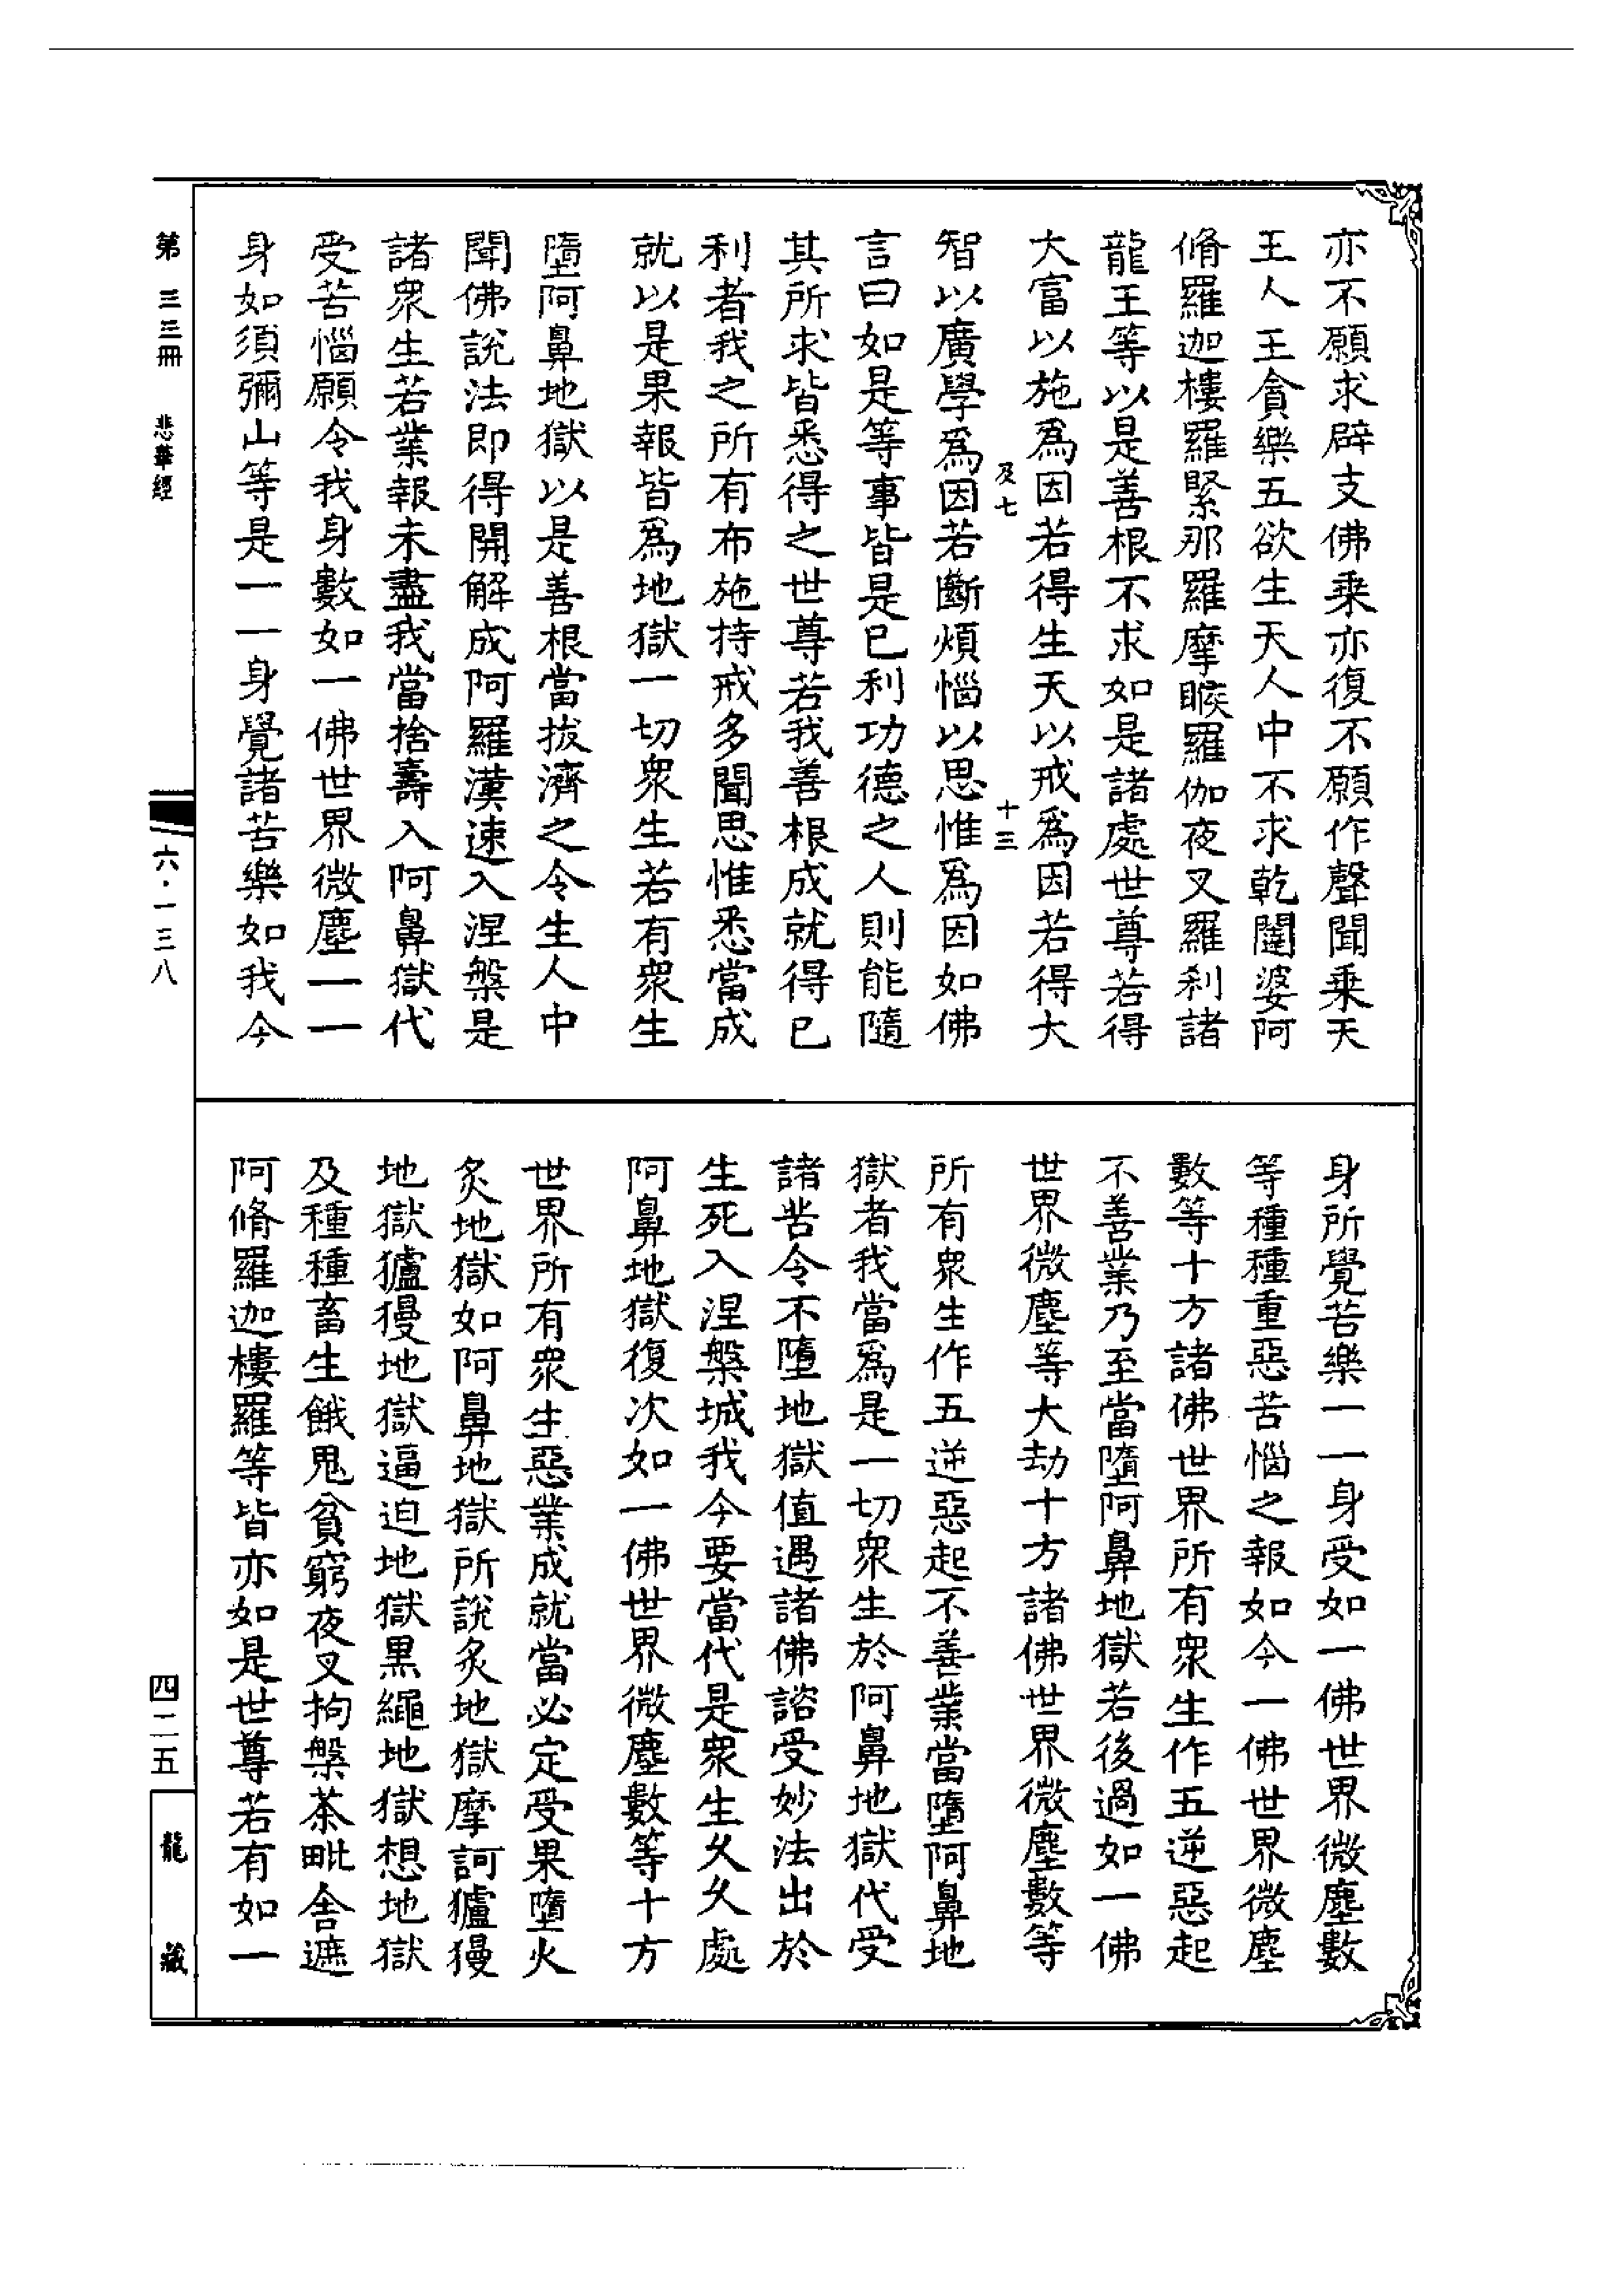 亦不願求辟支佛乘亦復不願作聲聞乘天
王人王貪樂五欲生天人中不求乾闥婆阿
脩羅迦樓羅緊那羅摩睺羅伽夜叉羅刹諸
龍王等以是善根不求如是諸處世尊若得
大富以施爲因若得生天以戒爲因若得大
及七 十三
智以廣學爲因若斷煩惱以思惟爲因如佛
言曰如是等事皆是已利功德之人則能隨
其所求皆悉得之世尊若我善根成就得已
利者我之所有布施持戒多聞思惟悉當成
就以是果報皆爲地獄一切衆生若有衆生
墮阿鼻地獄以是善根當拔濟之令生人中
聞佛說法即得開解成阿羅漢速入涅槃是
諸衆生若業報未盡我當捨壽入阿鼻獄代
受苦惱願令我身數如一佛世界微塵一一
身如須彌山等是一一身覺諸苦樂如我今
身所覺苦樂一一身受如一佛世界微塵數
等種種重惡苦惱之報如今一佛世界微塵
數等十方諸佛世界所有衆生作五逆惡起
不善業乃至當墮阿鼻地獄若後過如一佛
世界微塵等大劫十方諸佛世界微塵數等
所有衆生作五逆惡起不善業當墮阿鼻地
獄者我當爲是一切衆生於阿鼻地獄代受
諸苦令不墮地獄值遇諸佛諮受妙法出於
生死入涅槃城我今要當代是衆生久久處
阿鼻地獄復次如一佛世界微塵數等十方
世界所有衆生惡業成就當必定受果墮火
炙地獄如阿鼻地獄所說炙地獄摩訶獹獌
地獄獹獌地獄逼迫地獄黑繩地獄想地獄
及種種畜生餓鬼貧窮夜叉拘槃茶毗舍遮
阿脩羅迦樓羅等皆亦如是世尊若有如一
第三三冊 悲華經
六·一三八
四二五
龍藏